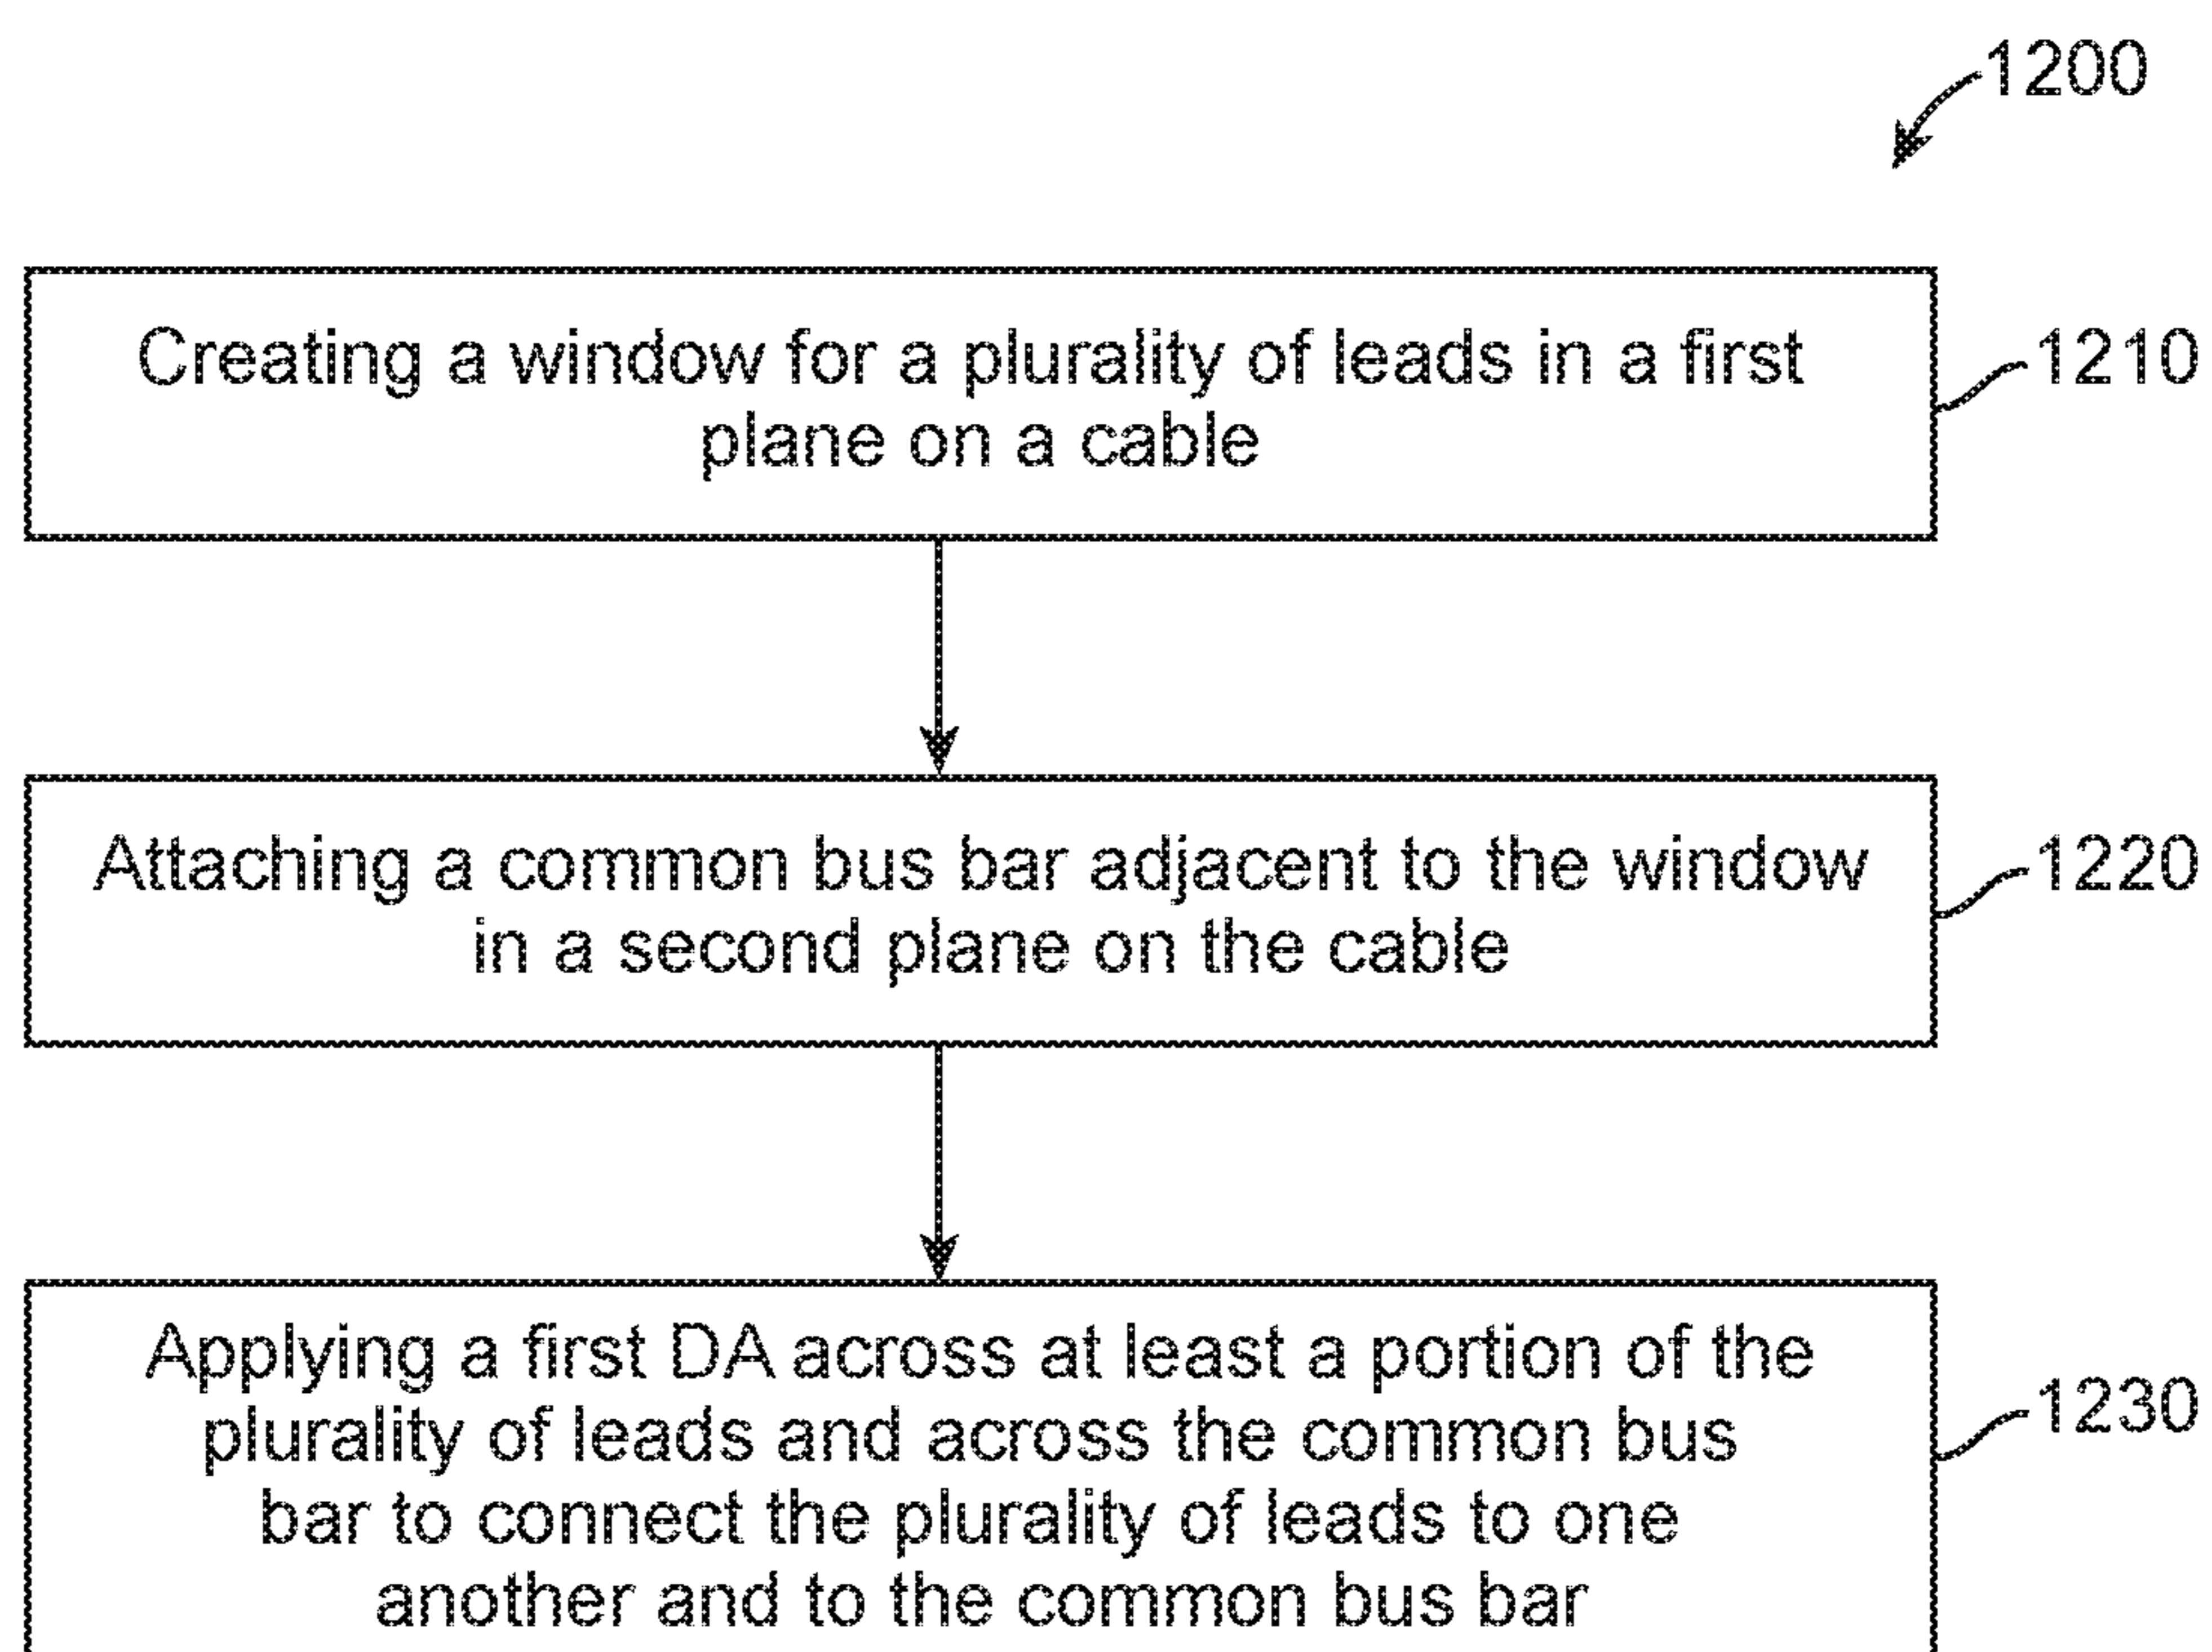 1200
Creating a window for a plurality of leads in a first
plane on a cable
1210
Attaching a common bus bar adjacent to the window
in a second plane on the cable
1220
Applying a first DA across at least a portion of the
plurality of leads and across the common bus
bar to connect the plurality of leads to one
another and to the common bus bar
1230